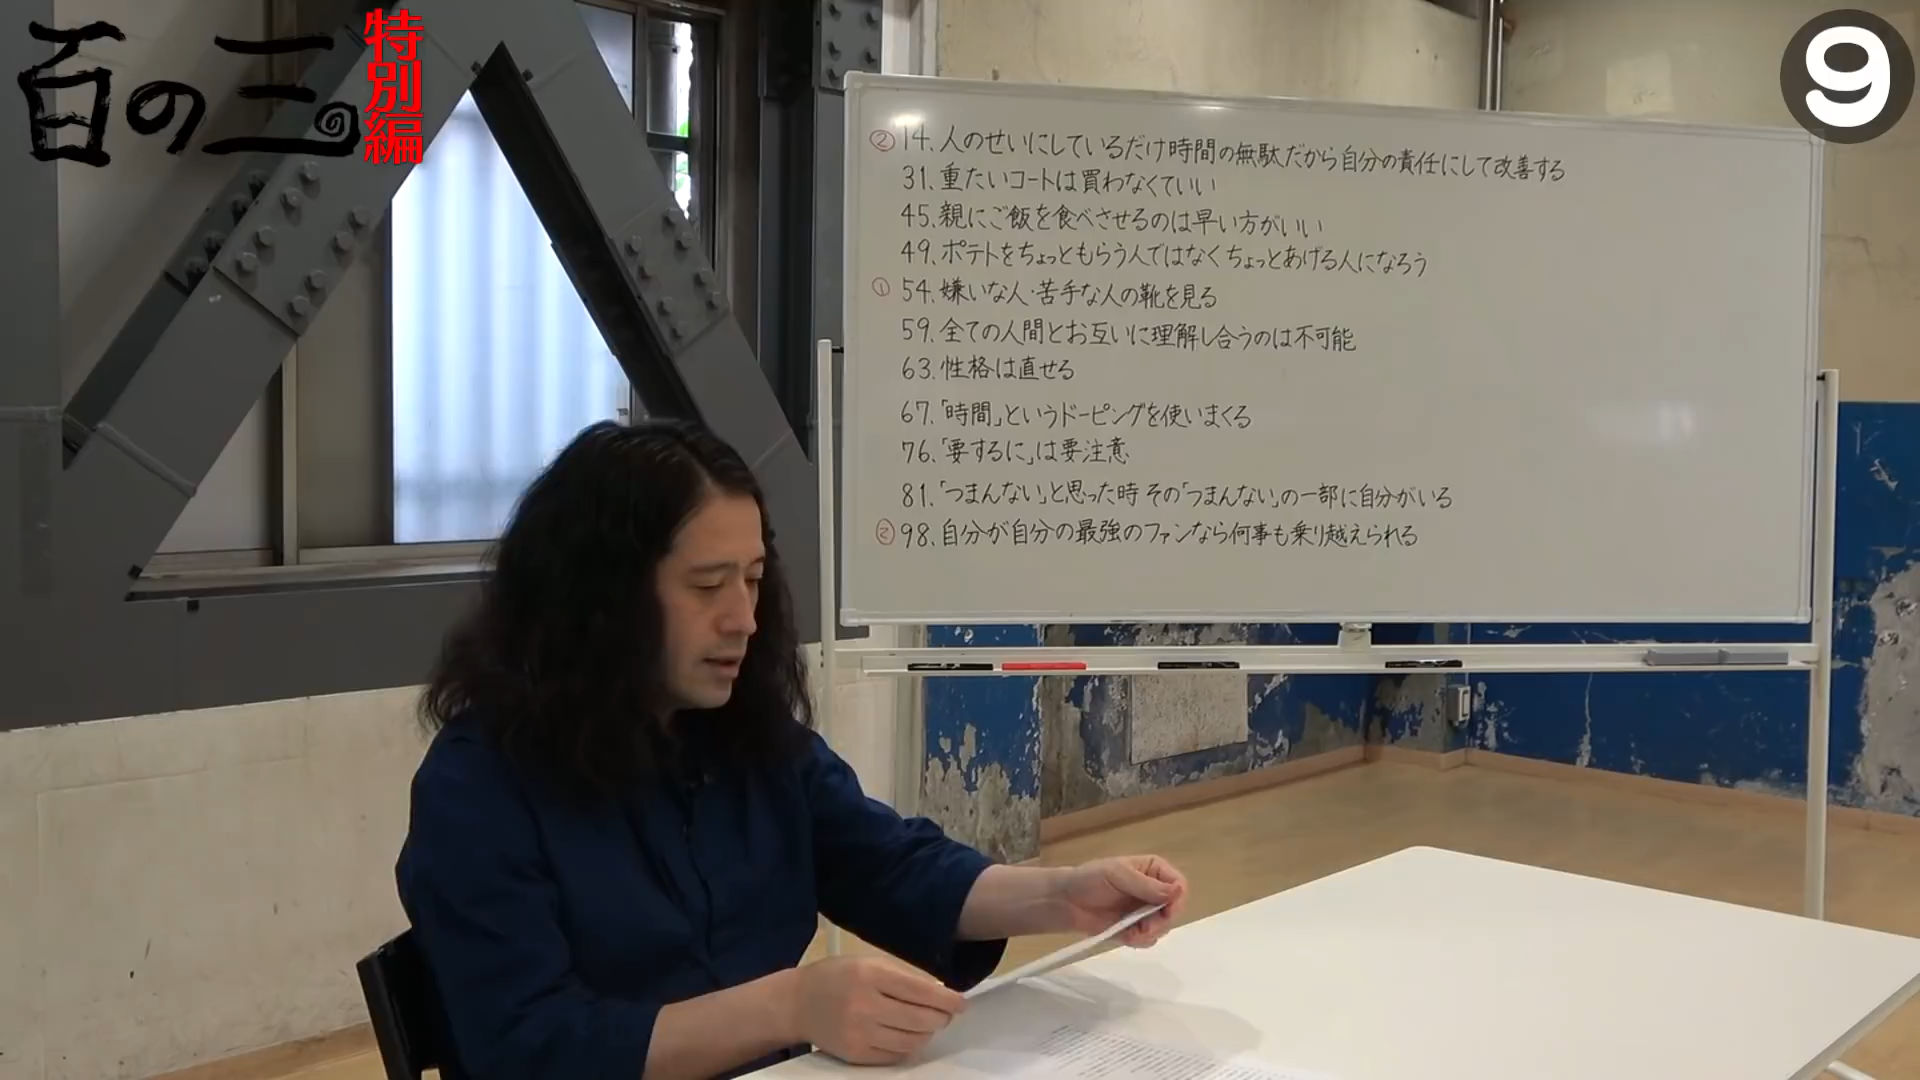 百の三
特別編
9
② 14. 人のせいにしているだけ時間の無駄だから自分の責任にして改善する
31. 重たいコートは買わなくていい
45. 親にご飯を食べさせるのは早い方がいい
49. ポテトをちょっともらう人ではなくちょっとあげる人になろう
① 54. 嫌いな人・苦手な人の靴を見る
59. 全ての人間とお互いに理解し合うのは不可能
63. 性格は直せる
67. 「時間」というドーピングを使いまくる
76. 「要するに」は要注意
81. 「つまんない」と思った時 その「つまんない」の一部に自分がいる
② 98. 自分が自分の最強のファンなら何事も乗り越えられる